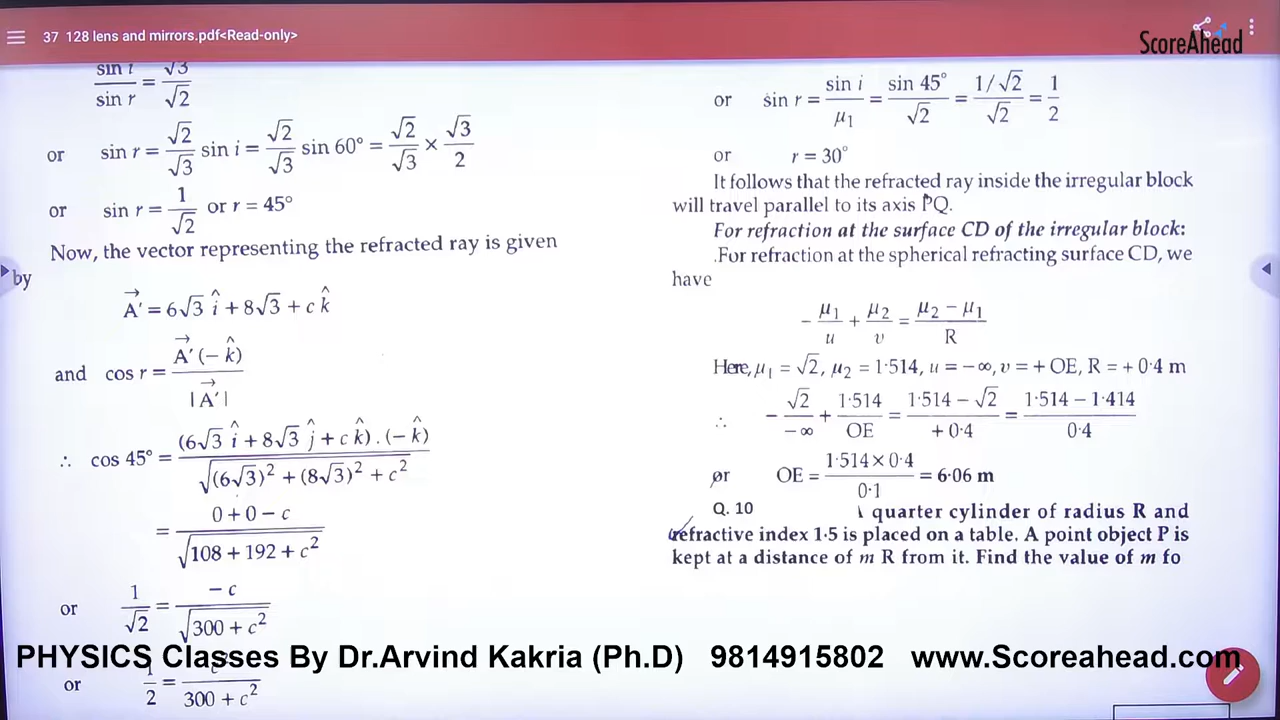 37 128 lens and mirrors.pdf<Read-only>
ScoreAhead
sin i / sin r = √3 / √2
or sin r = √2/√3 sin i = √2/√3 sin 60° = √2/√3 × √3/2
or sin r = 1/√2 or r = 45°
Now, the vector representing the refracted ray is given
by
A⃗' = 6√3 î + 8√3 + c k̂
and cos r = A⃗'(− k̂) / | A⃗' |
∴ cos 45° = (6√3 î + 8√3 ĵ + c k̂) . (− k̂) / √((6√3)² + (8√3)² + c²)
= 0 + 0 − c / √(108 + 192 + c²)
or 1/√2 = − c / √(300 + c²)
or 1/2 = c² / 300 + c²
or sin r = sin i / μ₁ = sin 45° / √2 = 1/√2 / √2 = 1/2
or r = 30°
It follows that the refracted ray inside the irregular block
will travel parallel to its axis PQ.
For refraction at the surface CD of the irregular block:
.For refraction at the spherical refracting surface CD, we
have
− μ₁/u + μ₂/v = μ₂ − μ₁ / R
Here, μ₁ = √2, μ₂ = 1·514, u = −∞, v = + OE, R = + 0·4 m
∴ − √2/−∞ + 1·514/OE = 1·514 − √2 / + 0·4 = 1·514 − 1·414 / 0·4
or OE = 1·514 × 0·4 / 0·1 = 6·06 m
Q. 10 quarter cylinder of radius R and
refractive index 1·5 is placed on a table. A point object P is
kept at a distance of m R from it. Find the value of m fo
PHYSICS Classes By Dr.Arvind Kakria (Ph.D) 9814915802 www.Scoreahead.com